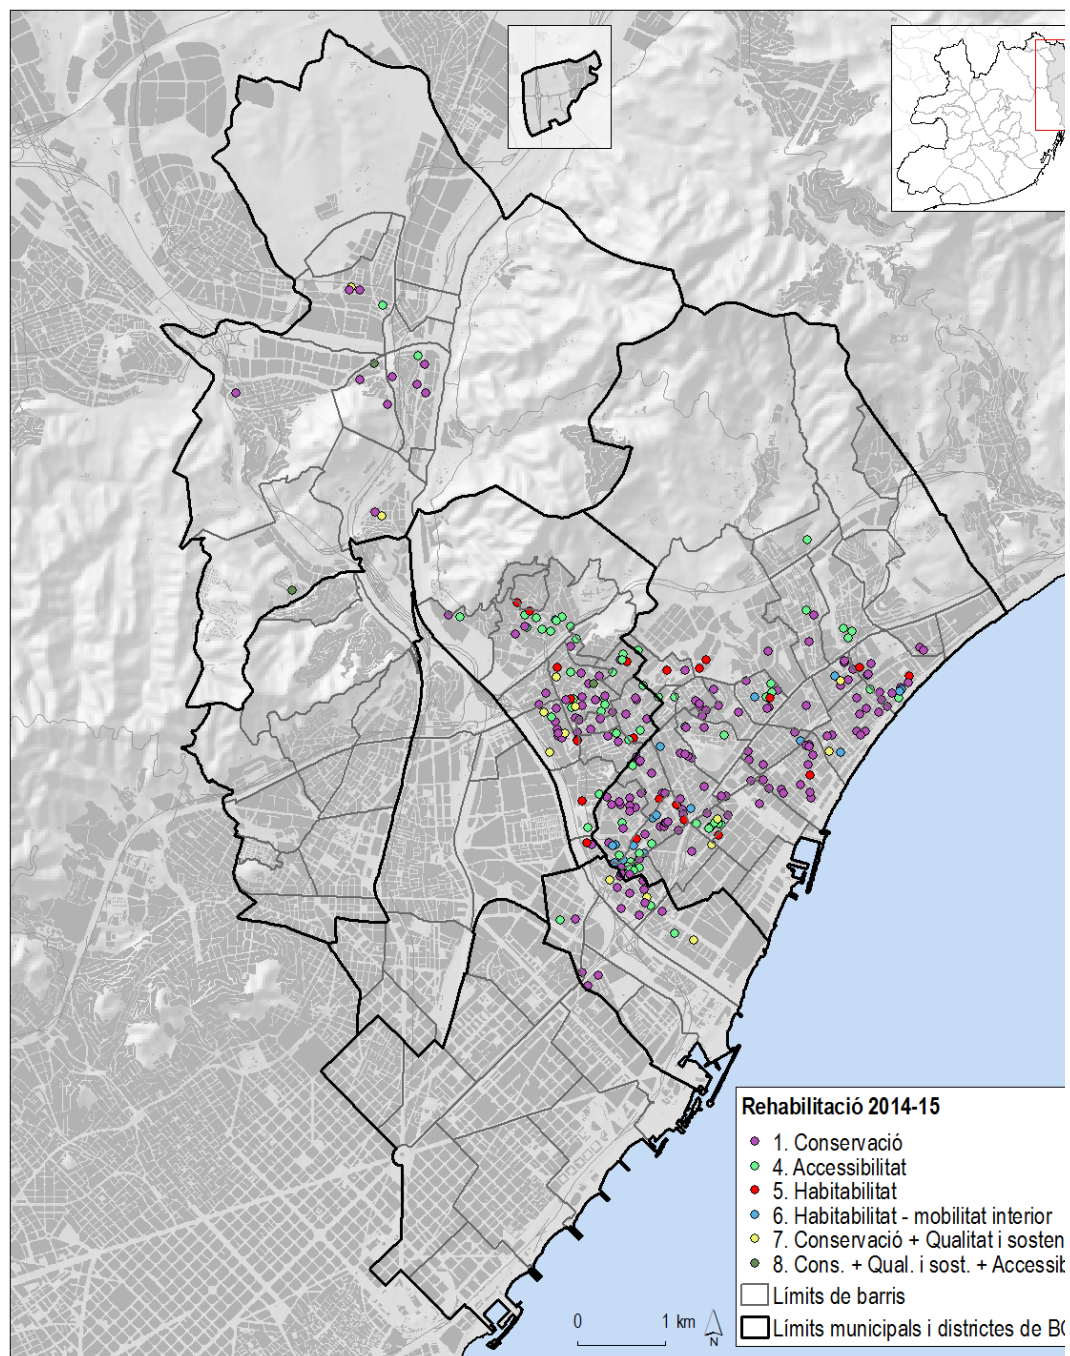 Rehabilitació 2014-15
1. Conservació
4. Accessibilitat
5. Habitabilitat
6. Habitabilitat - mobilitat interior
7. Conservació + Qualitat i sosten
8. Cons. + Qual. i sost. + Accessib
Límits de barris
Límits municipals i districtes de BC
0 1 km
N